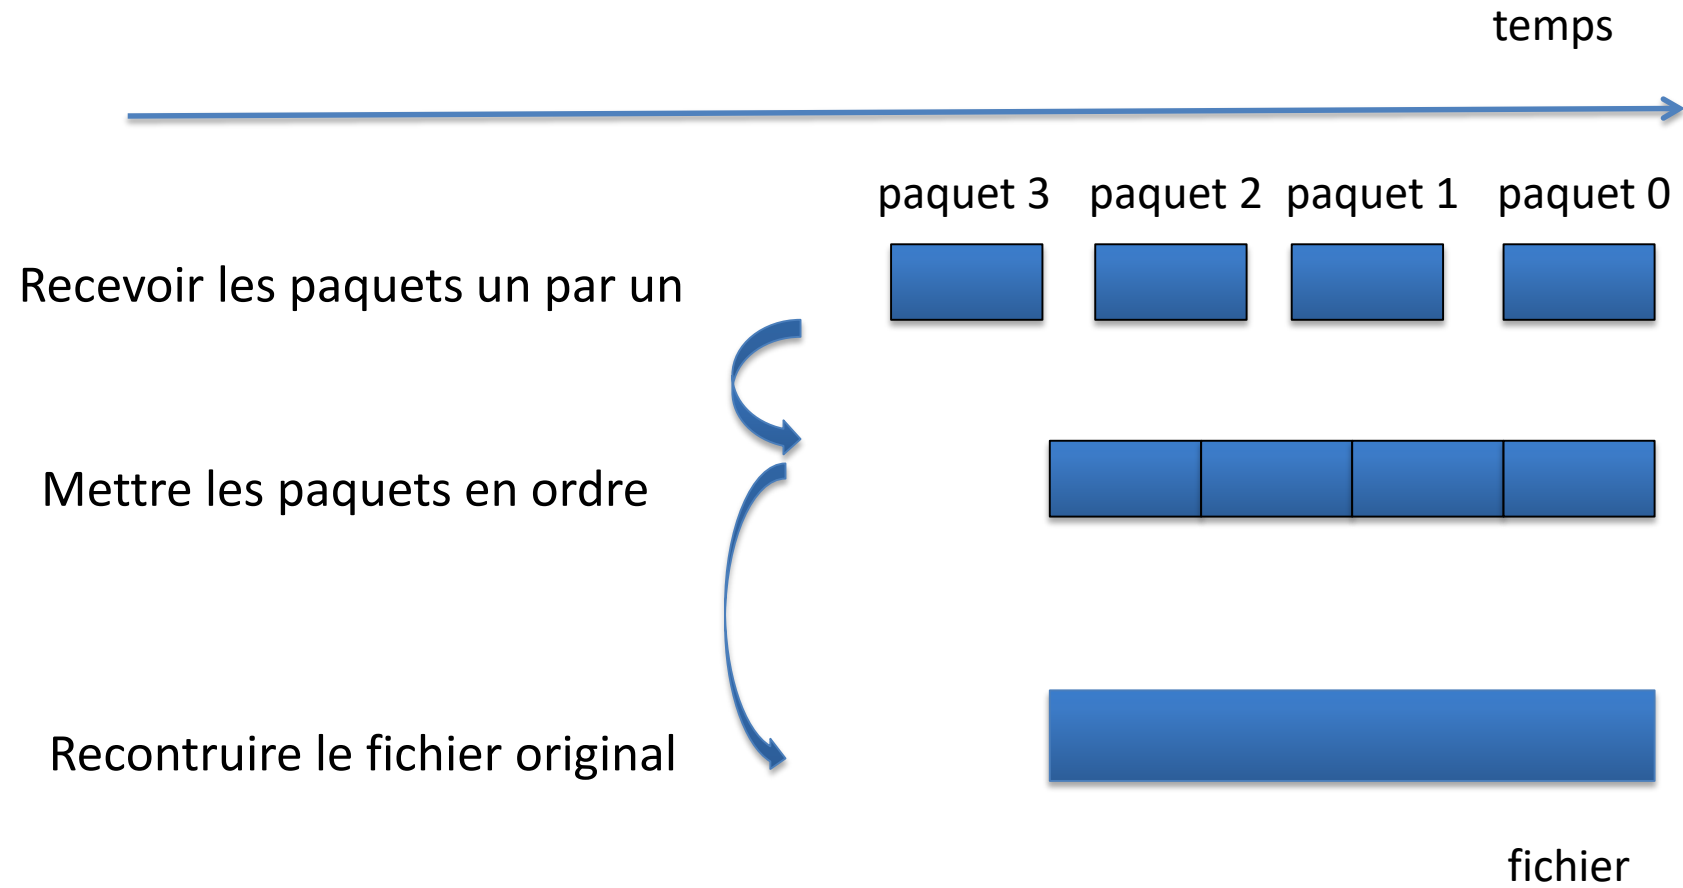 temps
paquet 3 paquet 2 paquet 1 paquet 0
Recevoir les paquets un par un
Mettre les paquets en ordre
Recontruire le fichier original
fichier